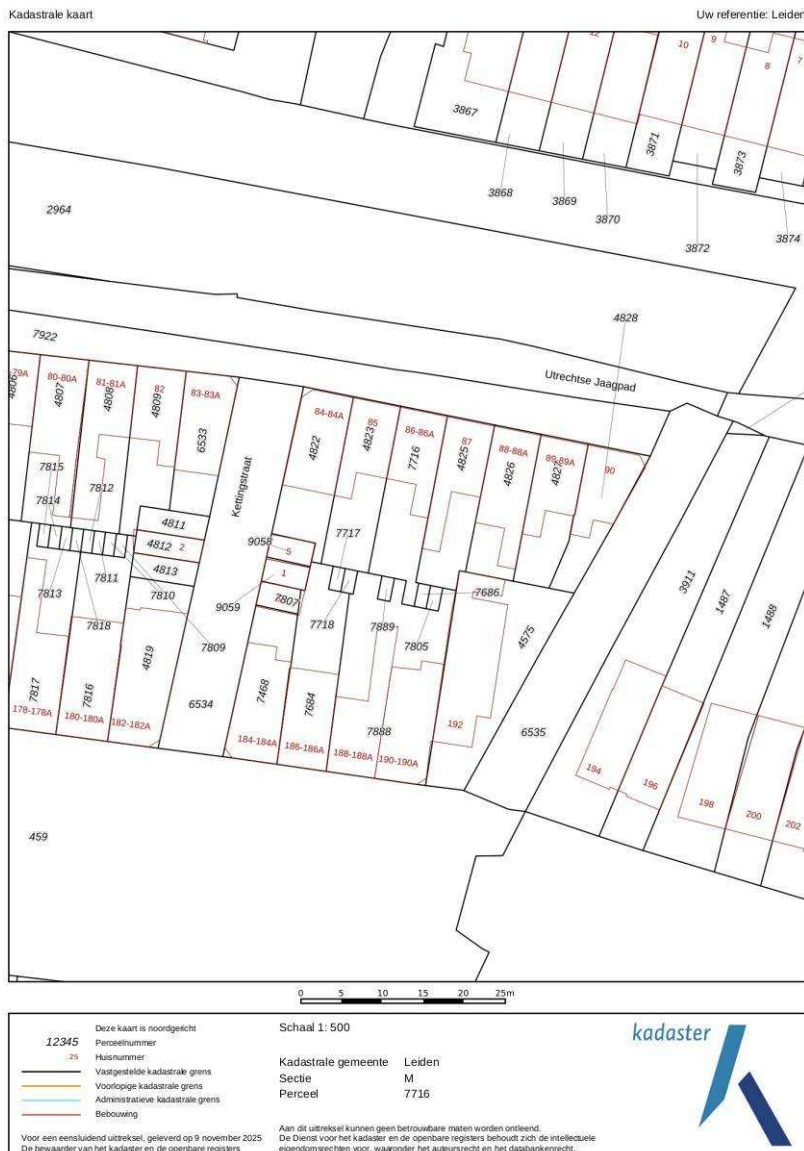 Kadastrale kaart
Uw referentie: Leiden
12
10
9
8
7
3867
3871
3873
3868
3869
3870
3872
3874
2964
4828
7922
Utrechtse Jaagpad
-79A
80-80A
81-81A
82
83-83A
4806
4807
4808
4809
6533
84-84A
85
86-86A
87
88-88A
89-89A
90
4822
4823
7716
4825
4826
4827
Kettingstraat
7815
7814
7812
4811
4812
2
4813
9058
5
1
7717
7813
7811
7810
9059
7807
7718
7889
7686
7818
7809
7805
4575
3911
1487
1488
4819
7817
7816
6534
7468
7684
7888
192
6535
178-178A
180-180A
182-182A
184-184A
186-186A
188-188A
190-190A
194
196
198
200
202
459
0 5 10 15 20 25m
Deze kaart is noordgericht
12345 Perceelnummer
25 Huisnummer
Vastgestelde kadastrale grens
Voorlopige kadastrale grens
Administratieve kadastrale grens
Bebouwing
Voor een eensluidend uittreksel, geleverd op 9 november 2025
De bewaarder van het kadaster en de openbare registers
Schaal 1: 500
Kadastrale gemeente Leiden
Sectie M
Perceel 7716
Aan dit uittreksel kunnen geen betrouwbare maten worden ontleend.
De Dienst voor het kadaster en de openbare registers behoudt zich de intellectuele
eigendomsrechten voor, waaronder het auteursrecht en het databankenrecht.
kadaster